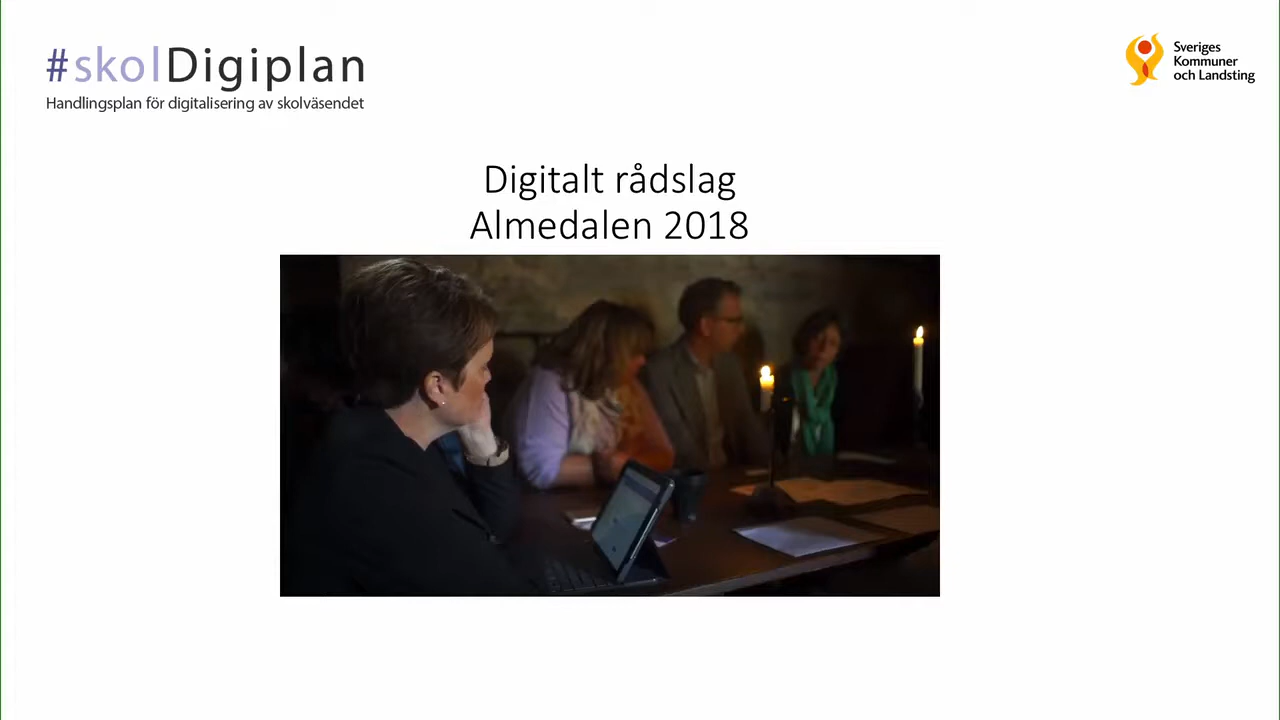 #skolDigiplan
Handlingsplan för digitalisering av skolväsendet
Sveriges
Kommuner
och Landsting
Digitalt rådslag
Almedalen 2018